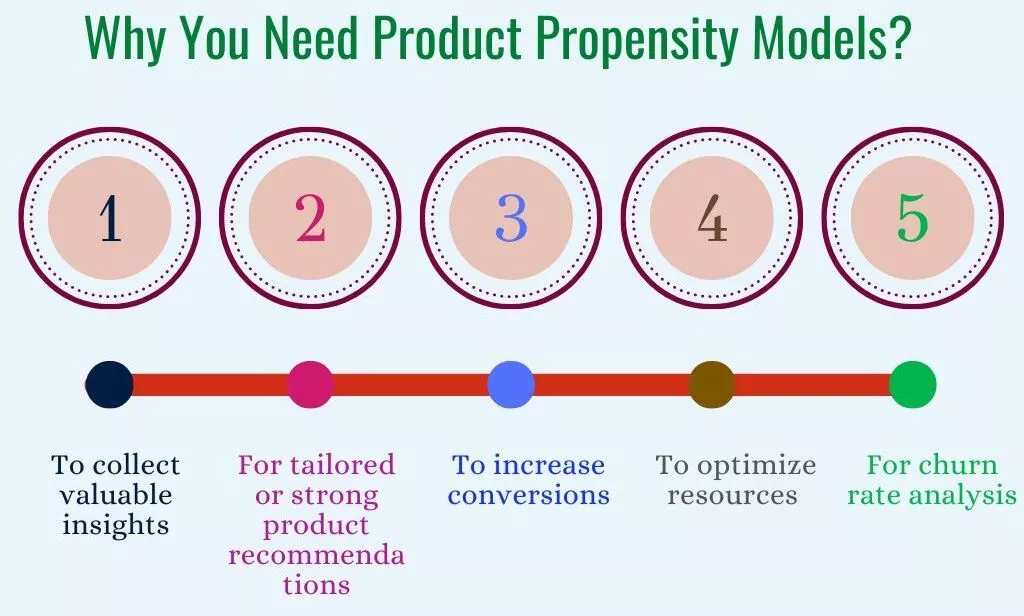 Why You Need Product Propensity Models?
1
2
3
4
5
To collect
valuable
insights
For tailored
or strong
product
recommenda
tions
To increase
conversions
To optimize
resources
For churn
rate analysis